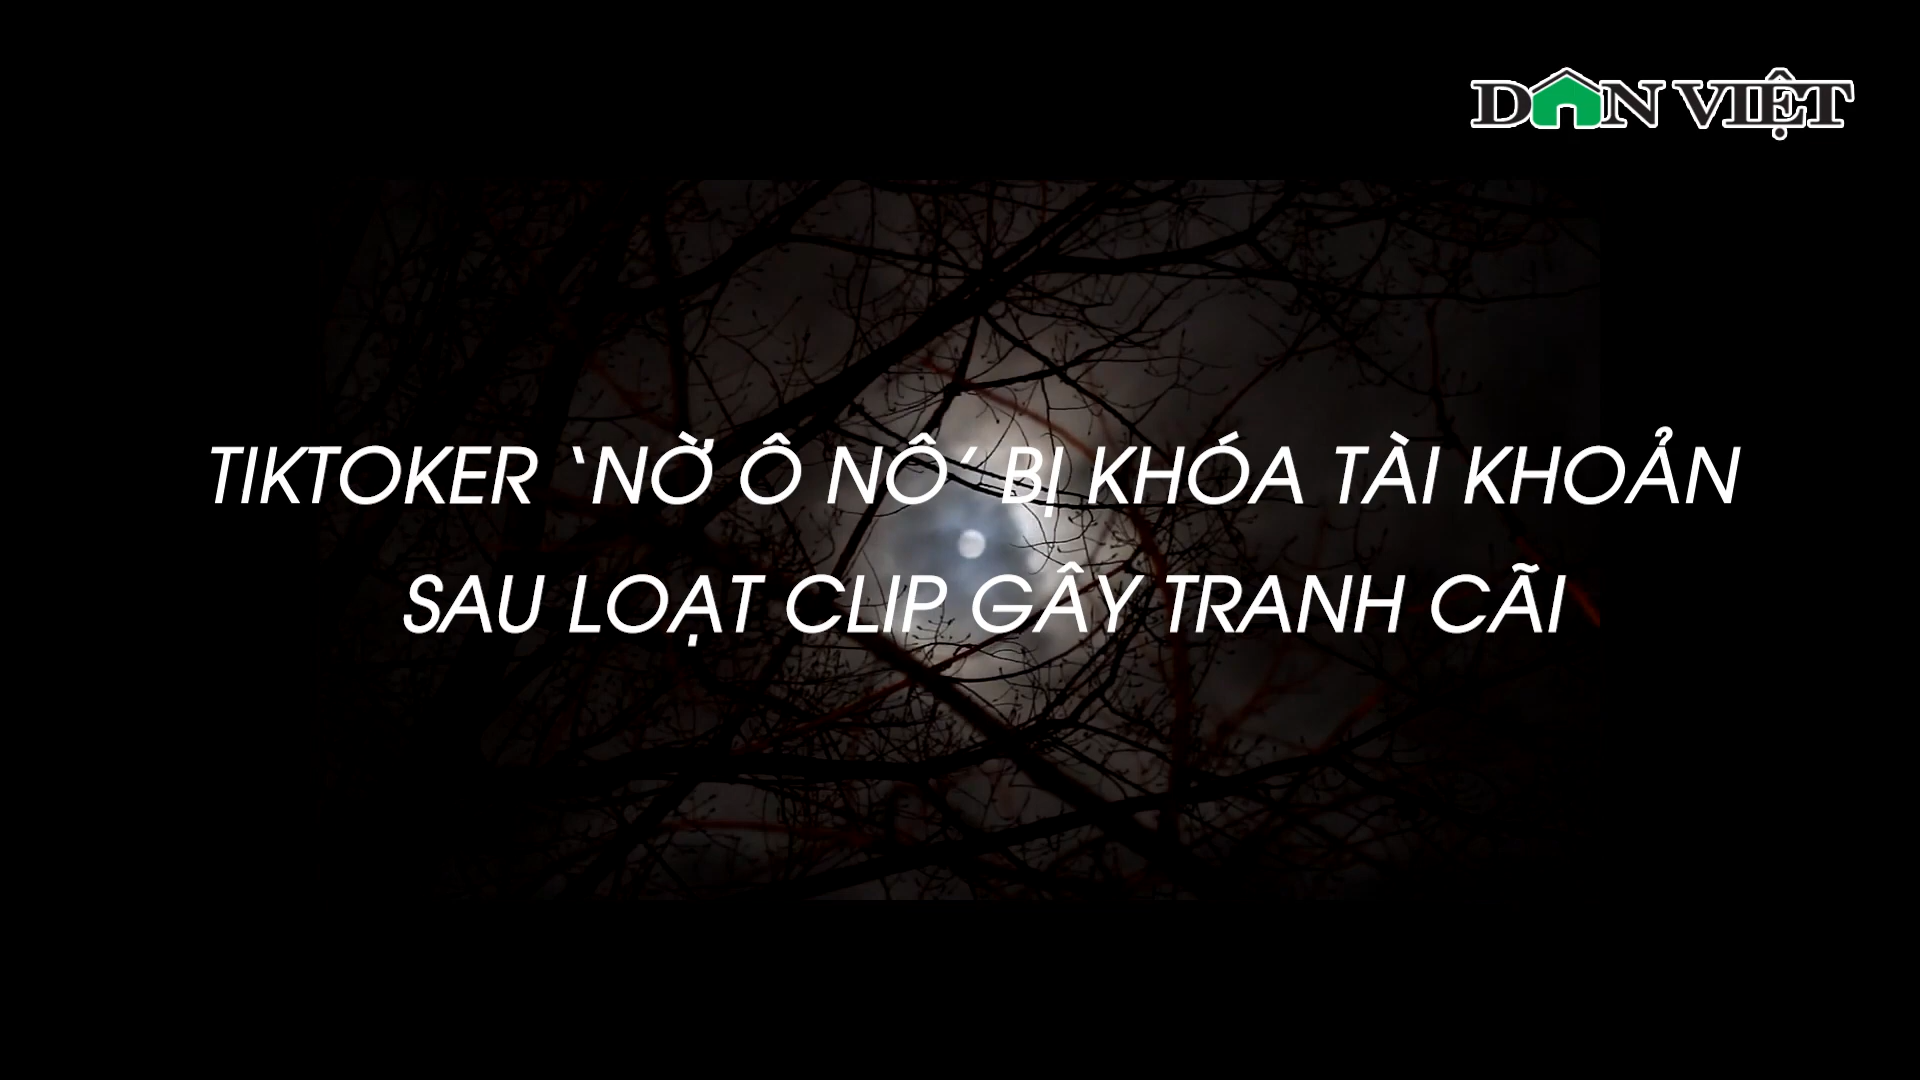 DÂN VIỆT
TIKTOKER ‘NỜ Ô NÔ’ BỊ KHÓA TÀI KHOẢN
SAU LOẠT CLIP GÂY TRANH CÃI